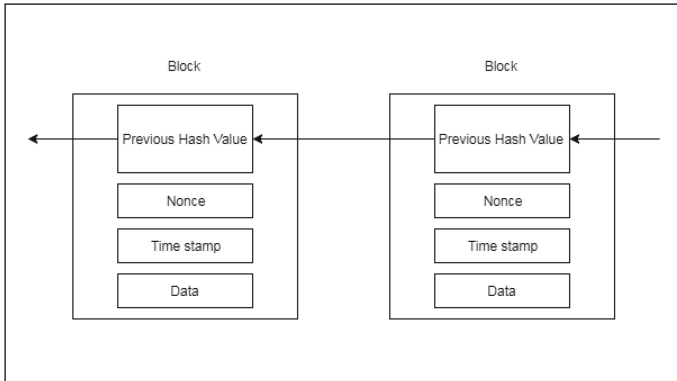 Block
Previous Hash Value
Nonce
Time stamp
Data
Block
Previous Hash Value
Nonce
Time stamp
Data